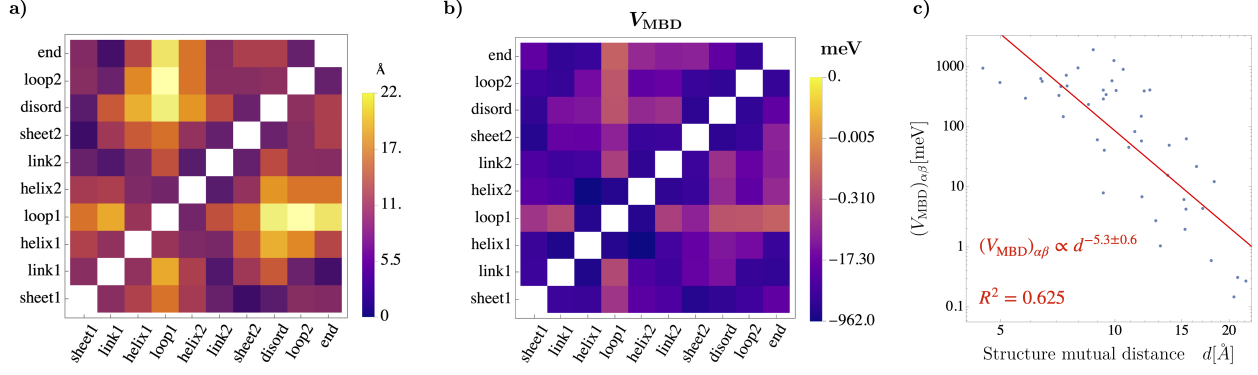 a)
end
loop2
disord
sheet2
link2
helix2
loop1
helix1
link1
sheet1
sheet1
link1
helix1
loop1
helix2
link2
sheet2
disord
loop2
end
Å
22.
17.
11.
5.5
0
b)
V_MBD
end
loop2
disord
sheet2
link2
helix2
loop1
helix1
link1
sheet1
sheet1
link1
helix1
loop1
helix2
link2
sheet2
disord
loop2
end
meV
0.
−0.005
−0.310
−17.30
−962.0
c)
(V_MBD)_αβ [meV]
1000
100
10
1
0.1
(V_MBD)_αβ ∝ d^−5.3±0.6
R² = 0.625
5
10
15
20
Structure mutual distance d[Å]